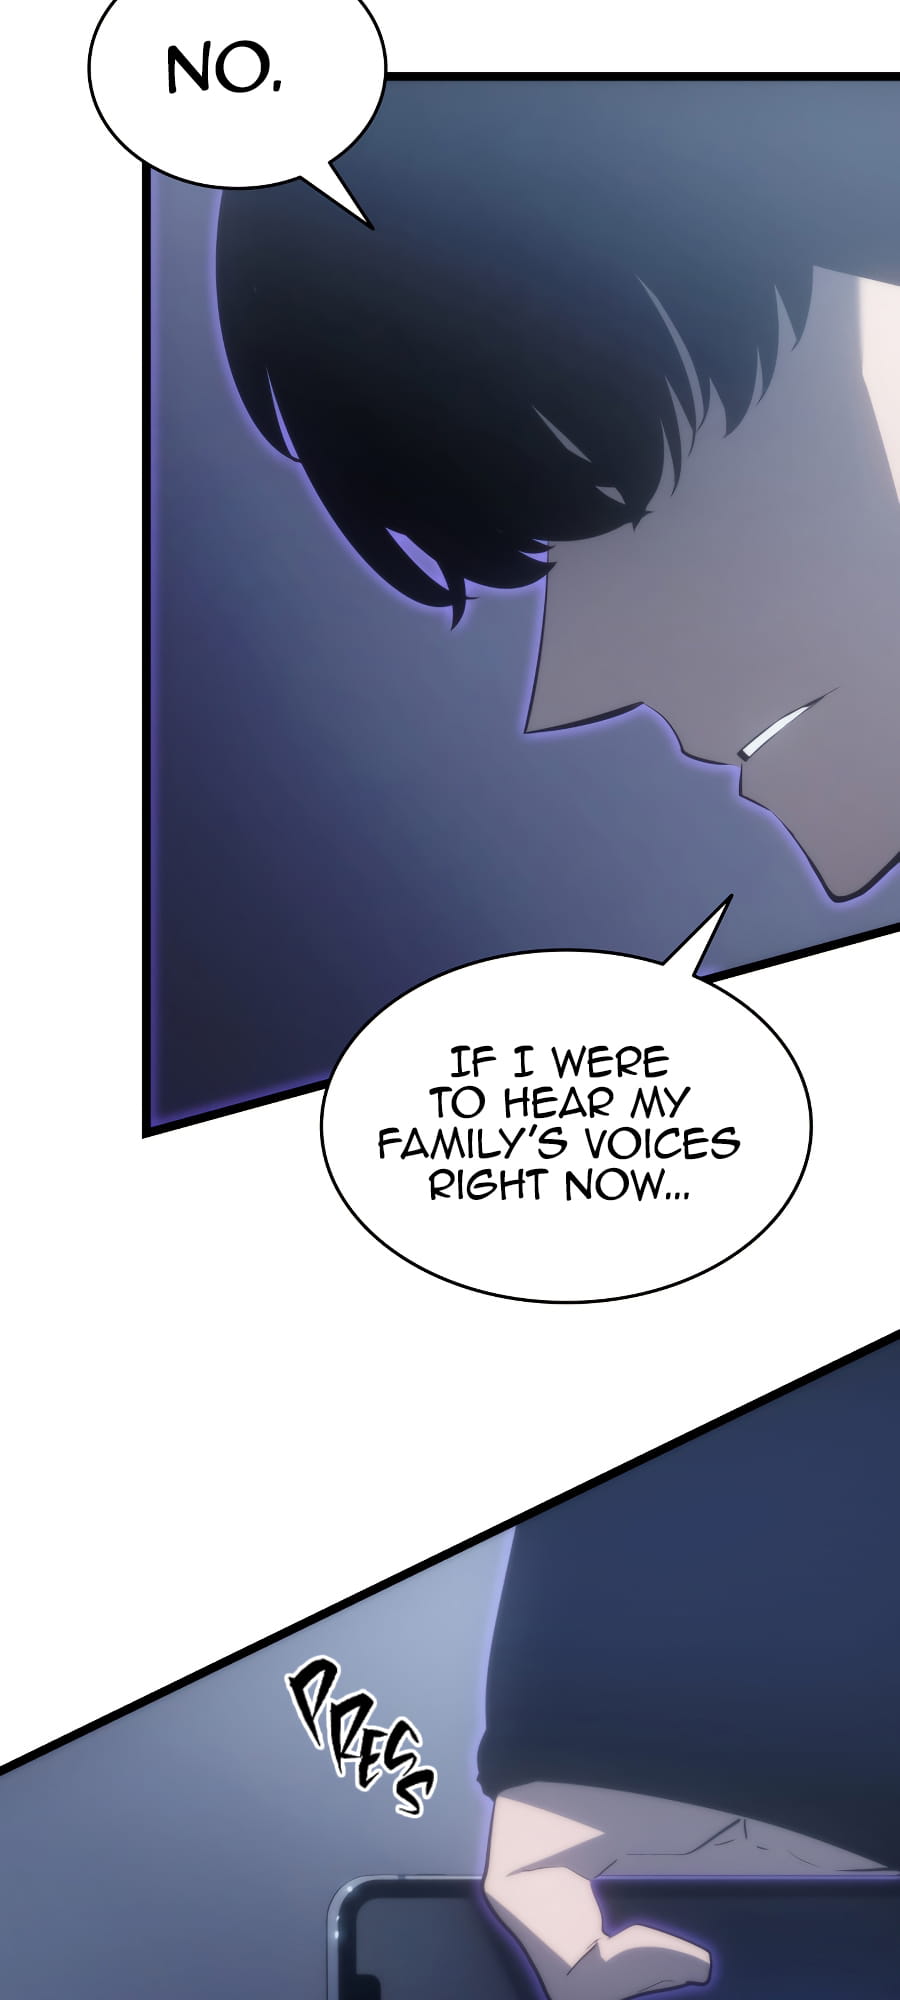 NO.
IF I WERE
TO HEAR MY
FAMILY'S VOICES
RIGHT NOW...
PRESS